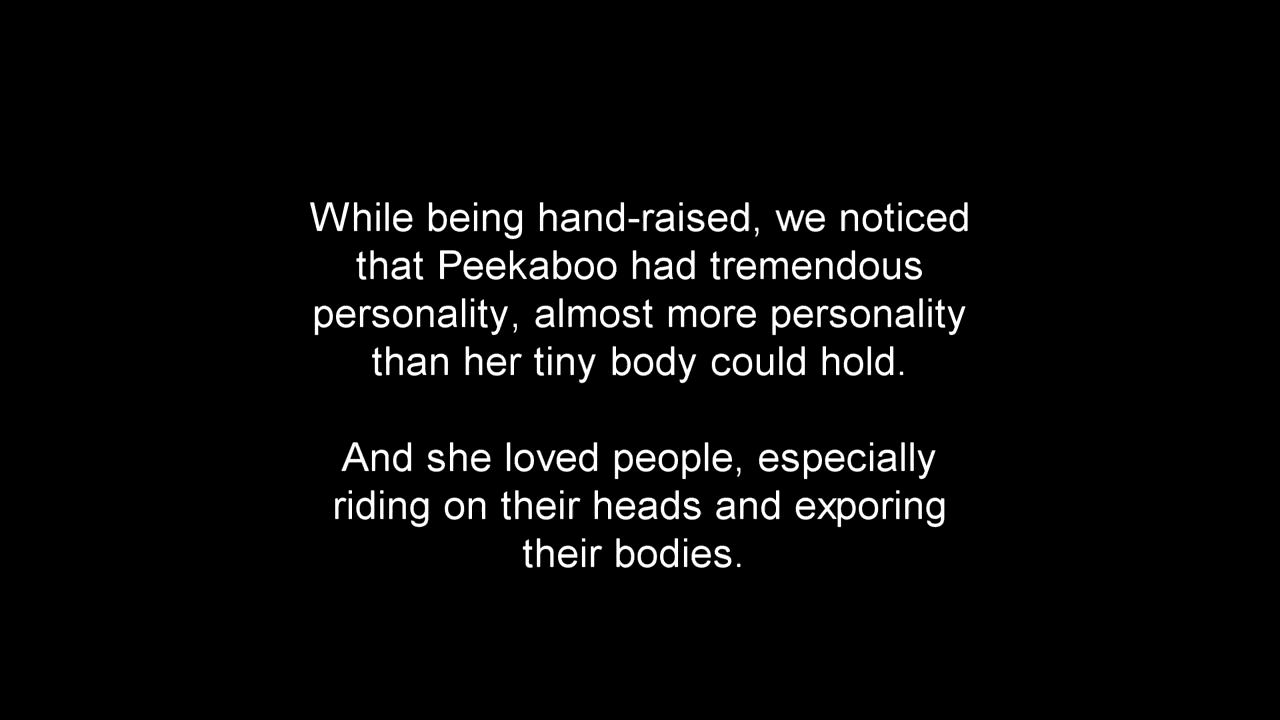 While being hand-raised, we noticed
that Peekaboo had tremendous
personality, almost more personality
than her tiny body could hold.
And she loved people, especially
riding on their heads and exporing
their bodies.